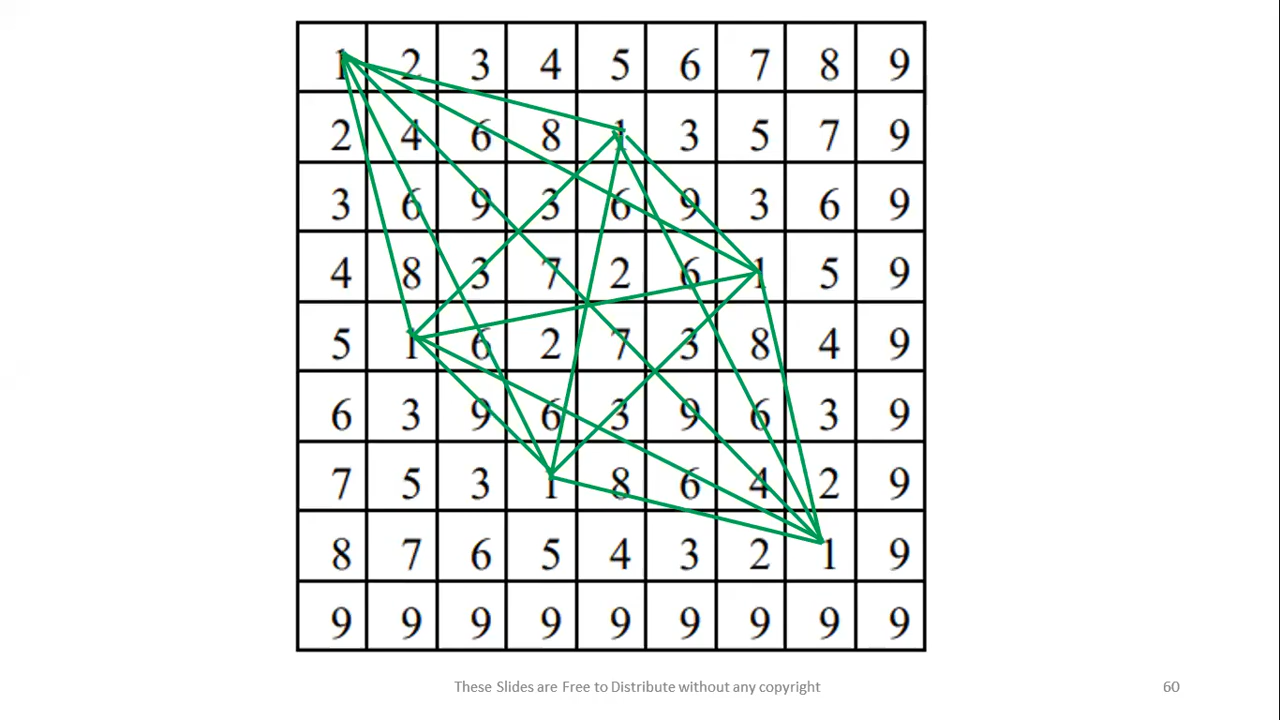 1 2 3 4 5 6 7 8 9
2 4 6 8 1 3 5 7 9
3 6 9 3 6 9 3 6 9
4 8 3 7 2 6 1 5 9
5 1 6 2 7 3 8 4 9
6 3 9 6 3 9 6 3 9
7 5 3 1 8 6 4 2 9
8 7 6 5 4 3 2 1 9
9 9 9 9 9 9 9 9 9
These Slides are Free to Distribute without any copyright
60